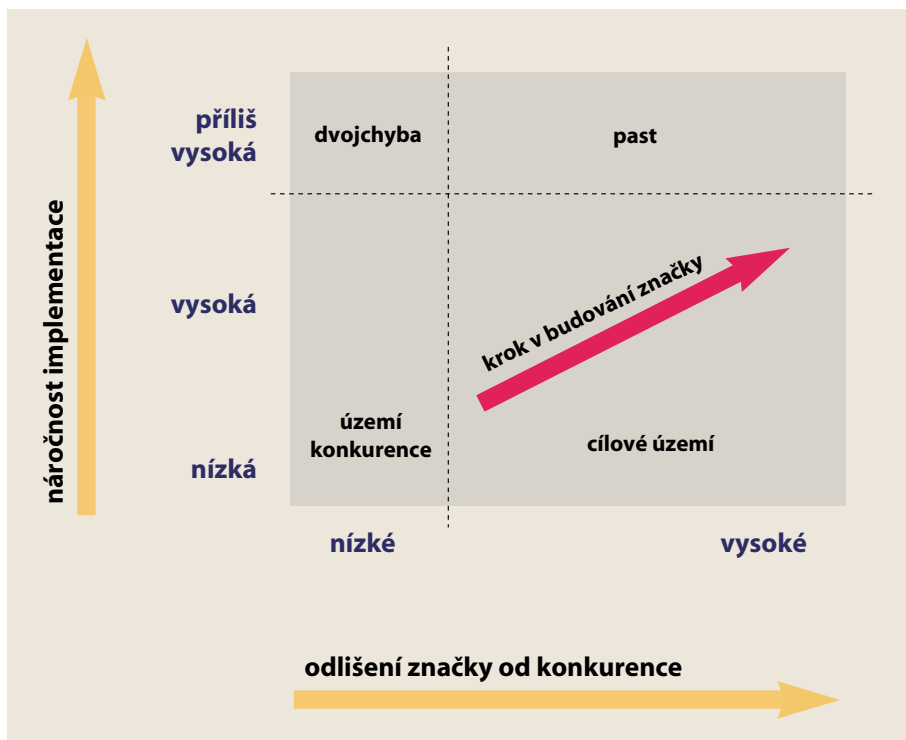 náročnost implementace
příliš
vysoká
vysoká
nízká
dvojchyba
past
krok v budování značky
území
konkurence
cílové území
nízké
vysoké
odlišení značky od konkurence